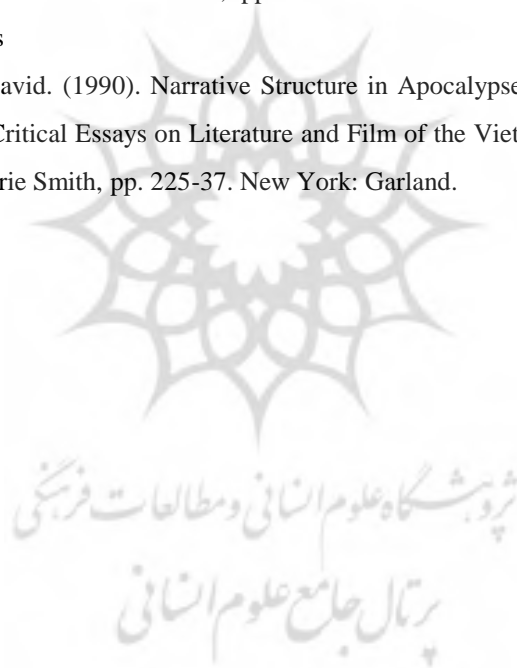 s
avid. (1990). Narrative Structure in Apocalypse
Critical Essays on Literature and Film of the Viet
rie Smith, pp. 225-37. New York: Garland.
پژوهشگاه علوم انسانی و مطالعات فرهنگی
پرتال جامع علوم انسانی